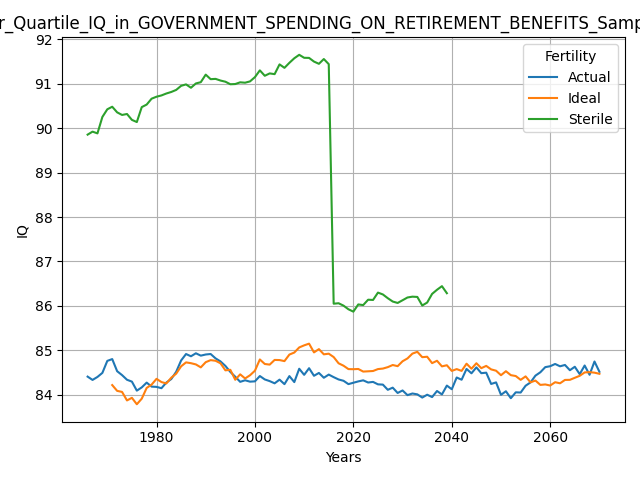 r_Quartile_IQ_in_GOVERNMENT_SPENDING_ON_RETIREMENT_BENEFITS_Samp
92
91
90
89
88
87
86
85
84
IQ
1980
2000
2020
2040
2060
Years
Fertility
Actual
Ideal
Sterile